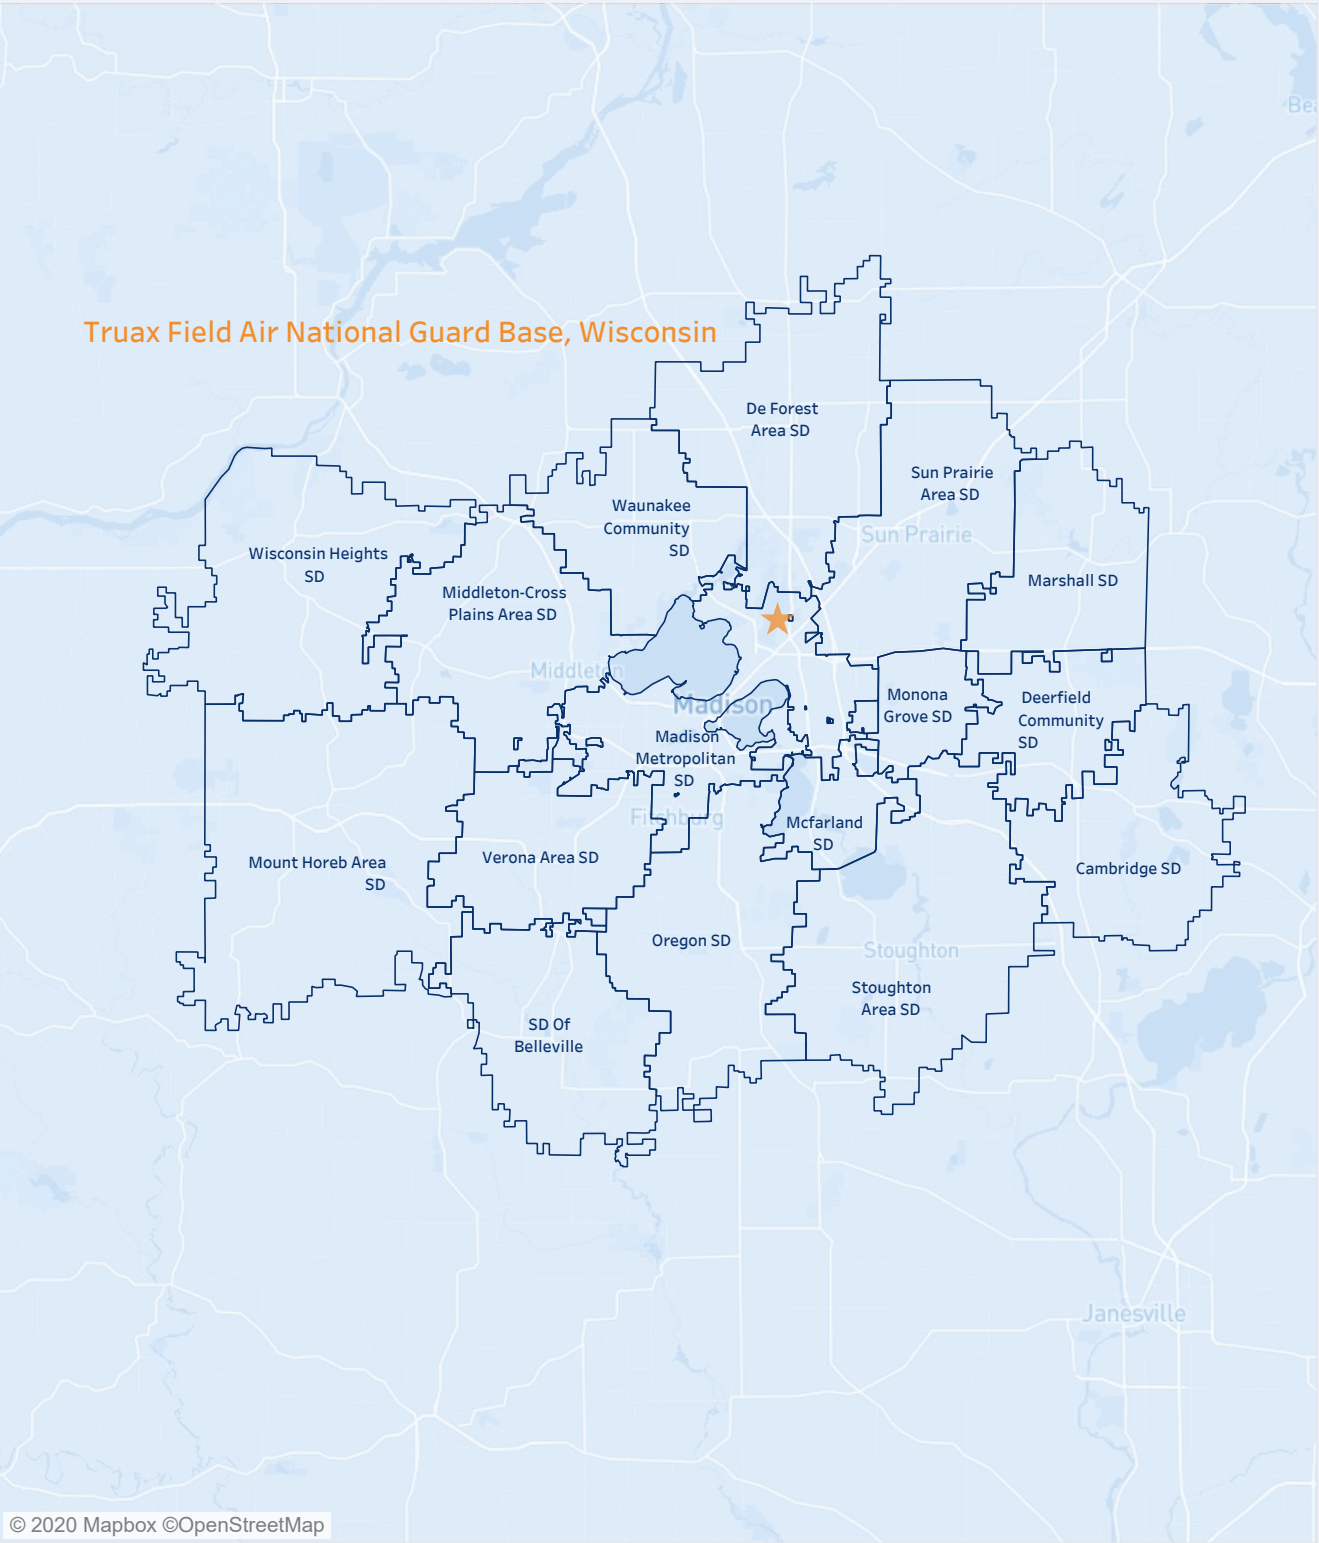 Truax Field Air National Guard Base, Wisconsin
De Forest
Area SD
Sun Prairie
Area SD
Waunakee
Community
SD
Sun Prairie
Wisconsin Heights
SD
Marshall SD
Middleton-Cross
Plains Area SD
Middleton
Madison
Monona
Grove SD
Deerfield
Community
SD
Madison
Metropolitan
SD
Fitchburg
Mcfarland
SD
Mount Horeb Area
SD
Verona Area SD
Cambridge SD
Oregon SD
Stoughton
Stoughton
Area SD
SD Of
Belleville
Janesville
© 2020 Mapbox ©OpenStreetMap